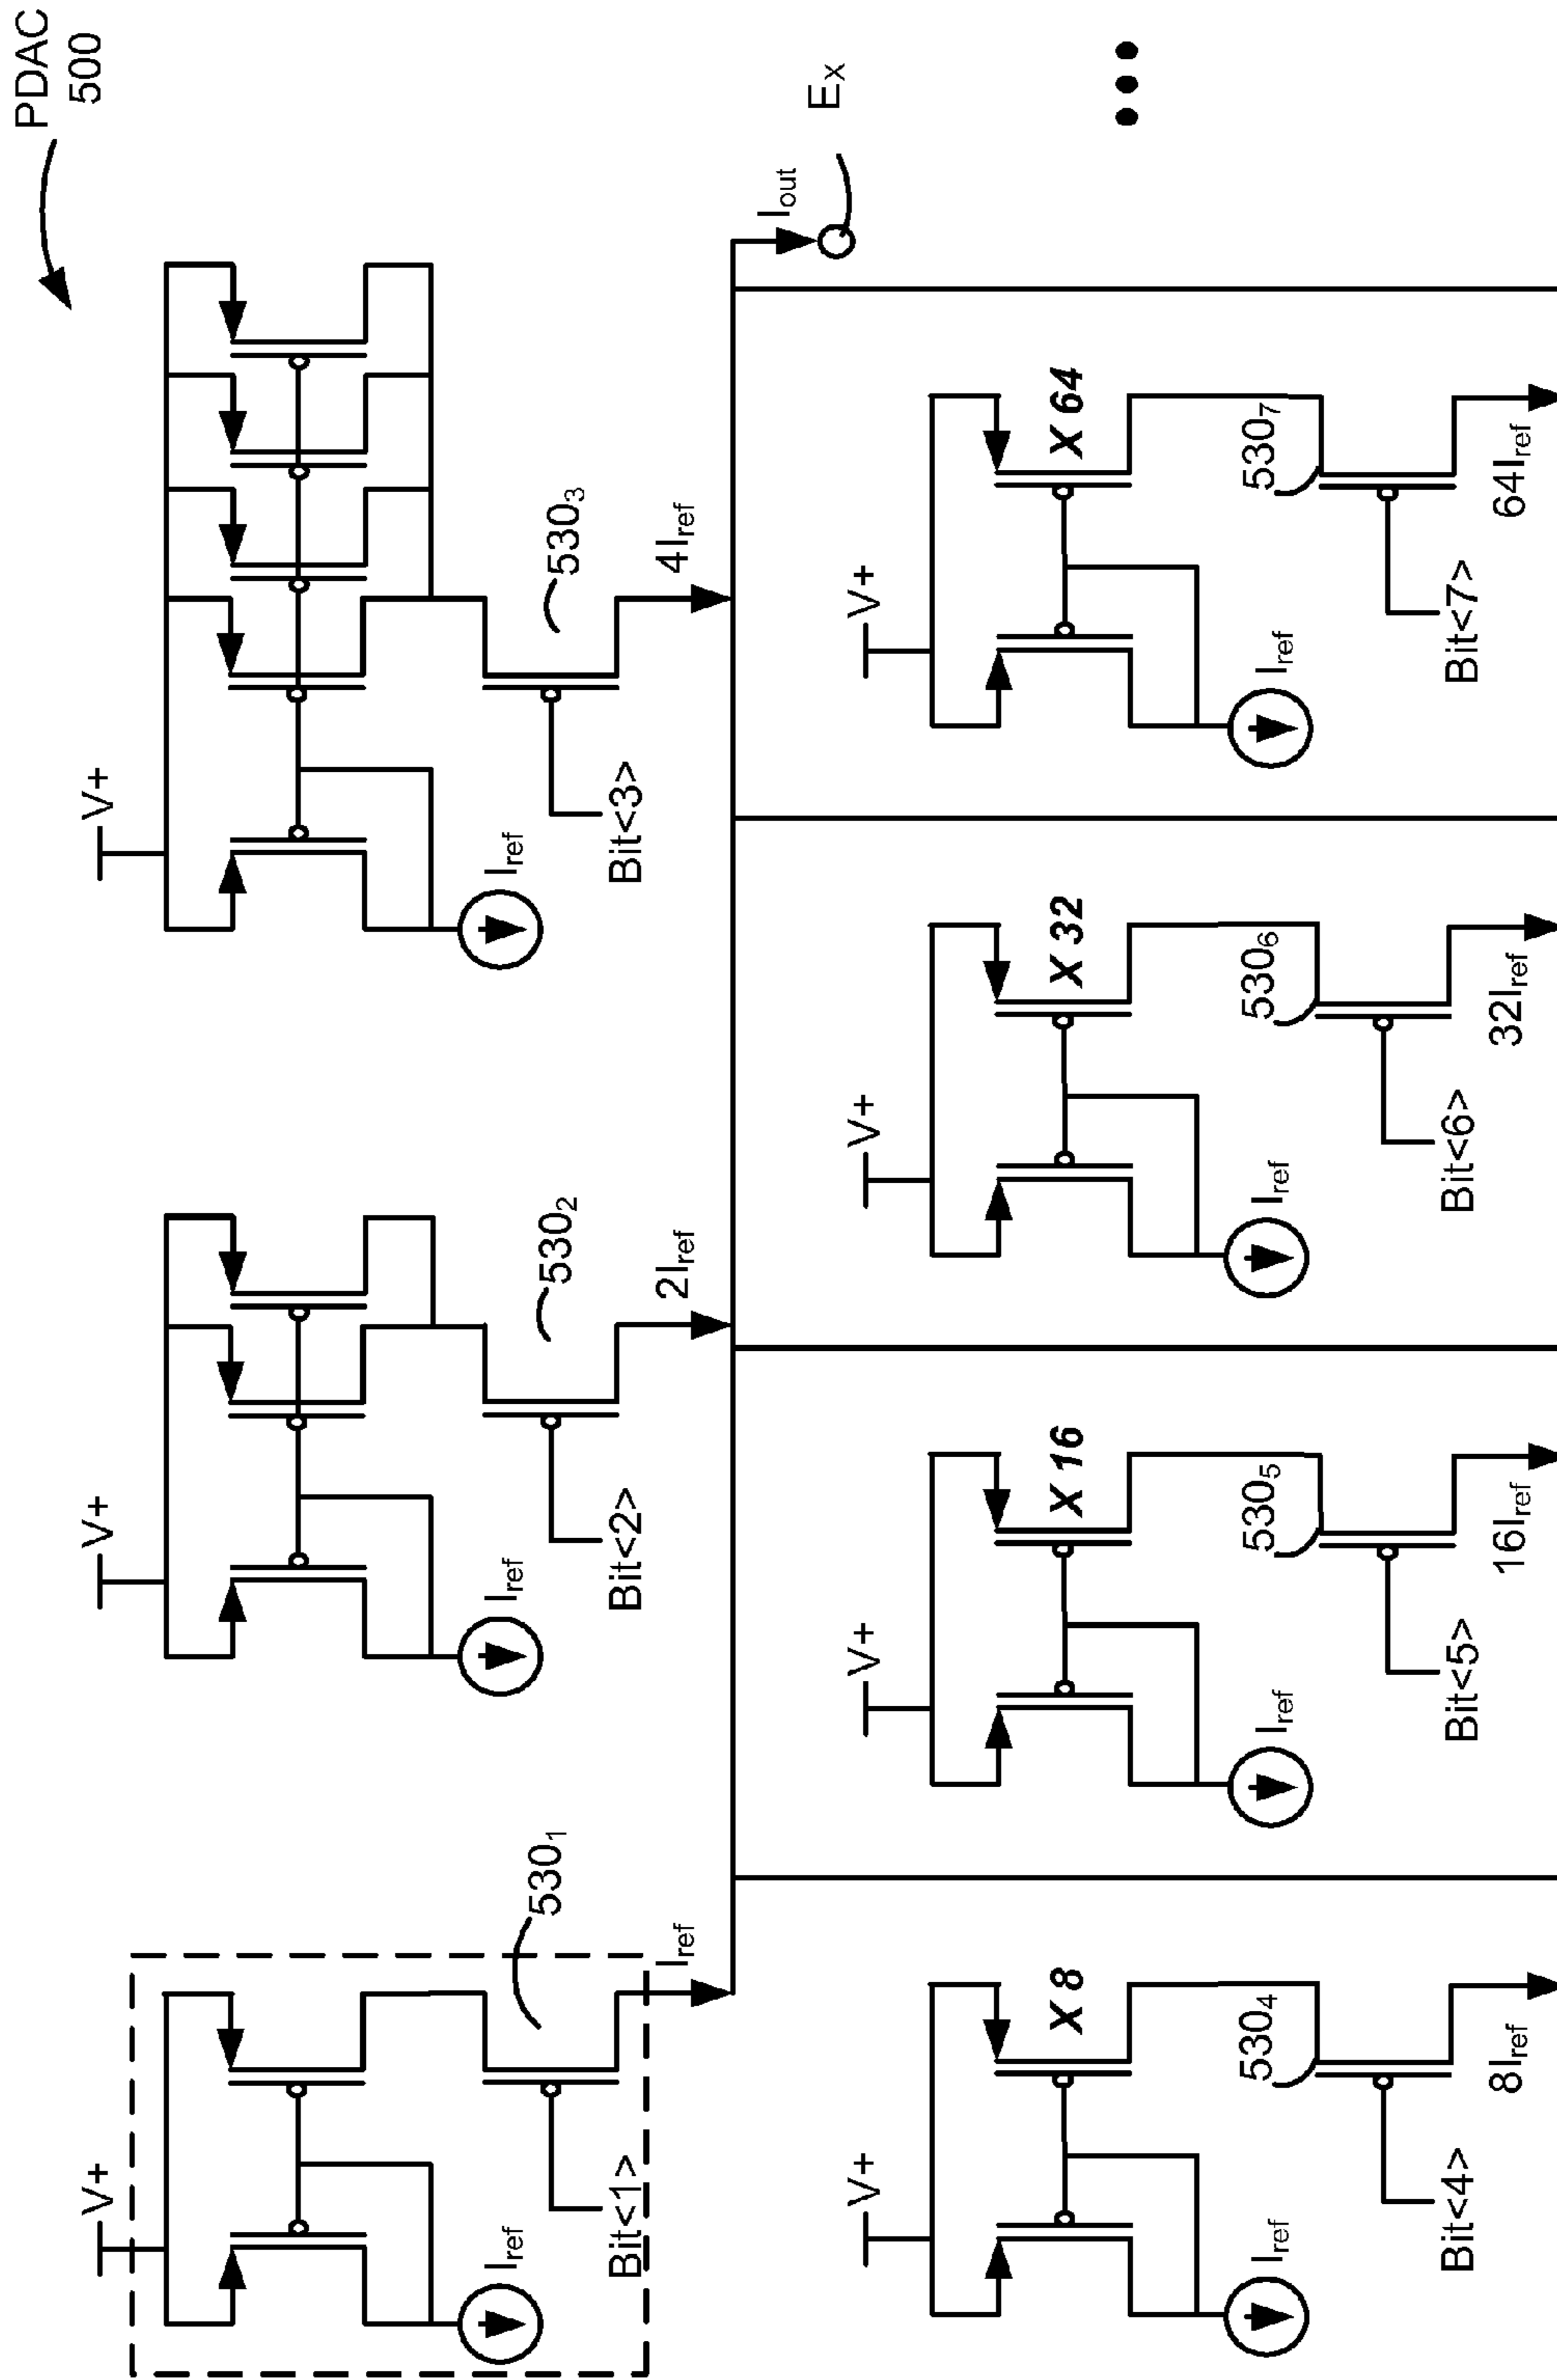 PDAC
500
V+
V+
V+
Iref
Iref
Iref
Bit<1>
Bit<2>
Bit<3>
530₁
530₂
530₃
Iref
2Iref
4Iref
Iout
Ex
V+
V+
V+
V+
X 8
X 16
X 32
X 64
530₄
530₅
530₆
530₇
Iref
Iref
Iref
Iref
Bit<4>
Bit<5>
Bit<6>
Bit<7>
8Iref
16Iref
32Iref
64Iref